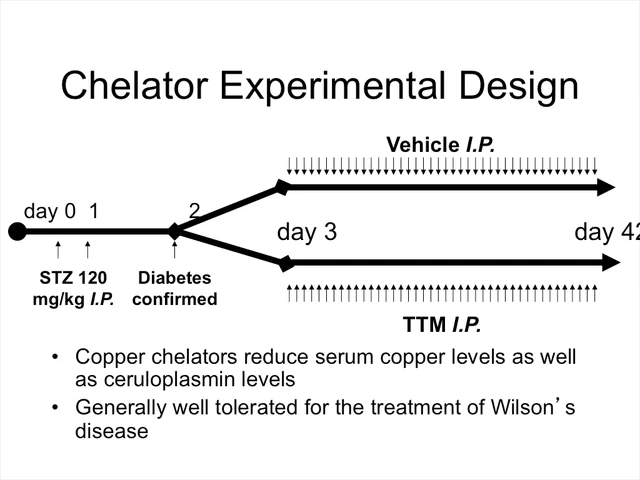 Chelator Experimental Design
Vehicle I.P.
day 0 1 2
day 3 day 42
STZ 120 Diabetes
mg/kg I.P. confirmed
TTM I.P.
• Copper chelators reduce serum copper levels as well
as ceruloplasmin levels
• Generally well tolerated for the treatment of Wilson’s
disease